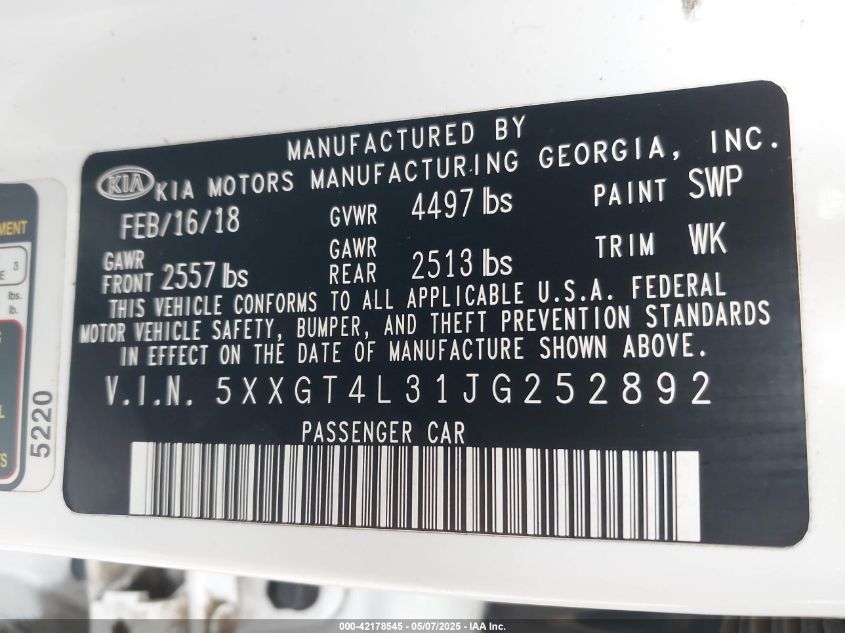 MANUFACTURED BY
KIA KIA MOTORS MANUFACTURING GEORGIA, INC.
FEB/16/18 GVWR 4497 lbs PAINT SWP
GAWR FRONT 2557 lbs GAWR REAR 2513 lbs TRIM WK
THIS VEHICLE CONFORMS TO ALL APPLICABLE U.S.A. FEDERAL
MOTOR VEHICLE SAFETY, BUMPER, AND THEFT PREVENTION STANDARDS
IN EFFECT ON THE DATE OF MANUFACTURE SHOWN ABOVE.
V.I.N. 5XXGT4L31JG252892
PASSENGER CAR
3
lbs.
lb.
5220
000-42178545 - 05/07/2025 - IAA Inc.